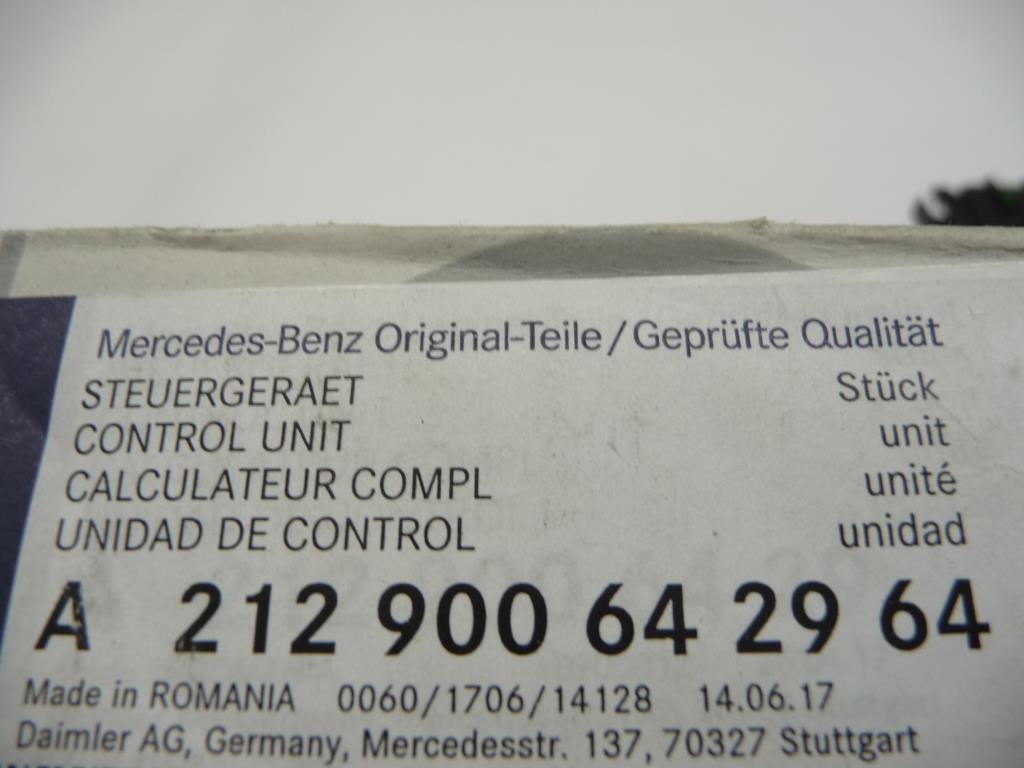 Mercedes-Benz Original-Teile/Geprüfte Qualität
STEUERGERAET Stück
CONTROL UNIT unit
CALCULATEUR COMPL unité
UNIDAD DE CONTROL unidad
A 212 900 64 29 64
Made in ROMANIA 0060/1706/14128 14.06.17
Daimler AG, Germany, Mercedesstr. 137, 70327 Stuttgart